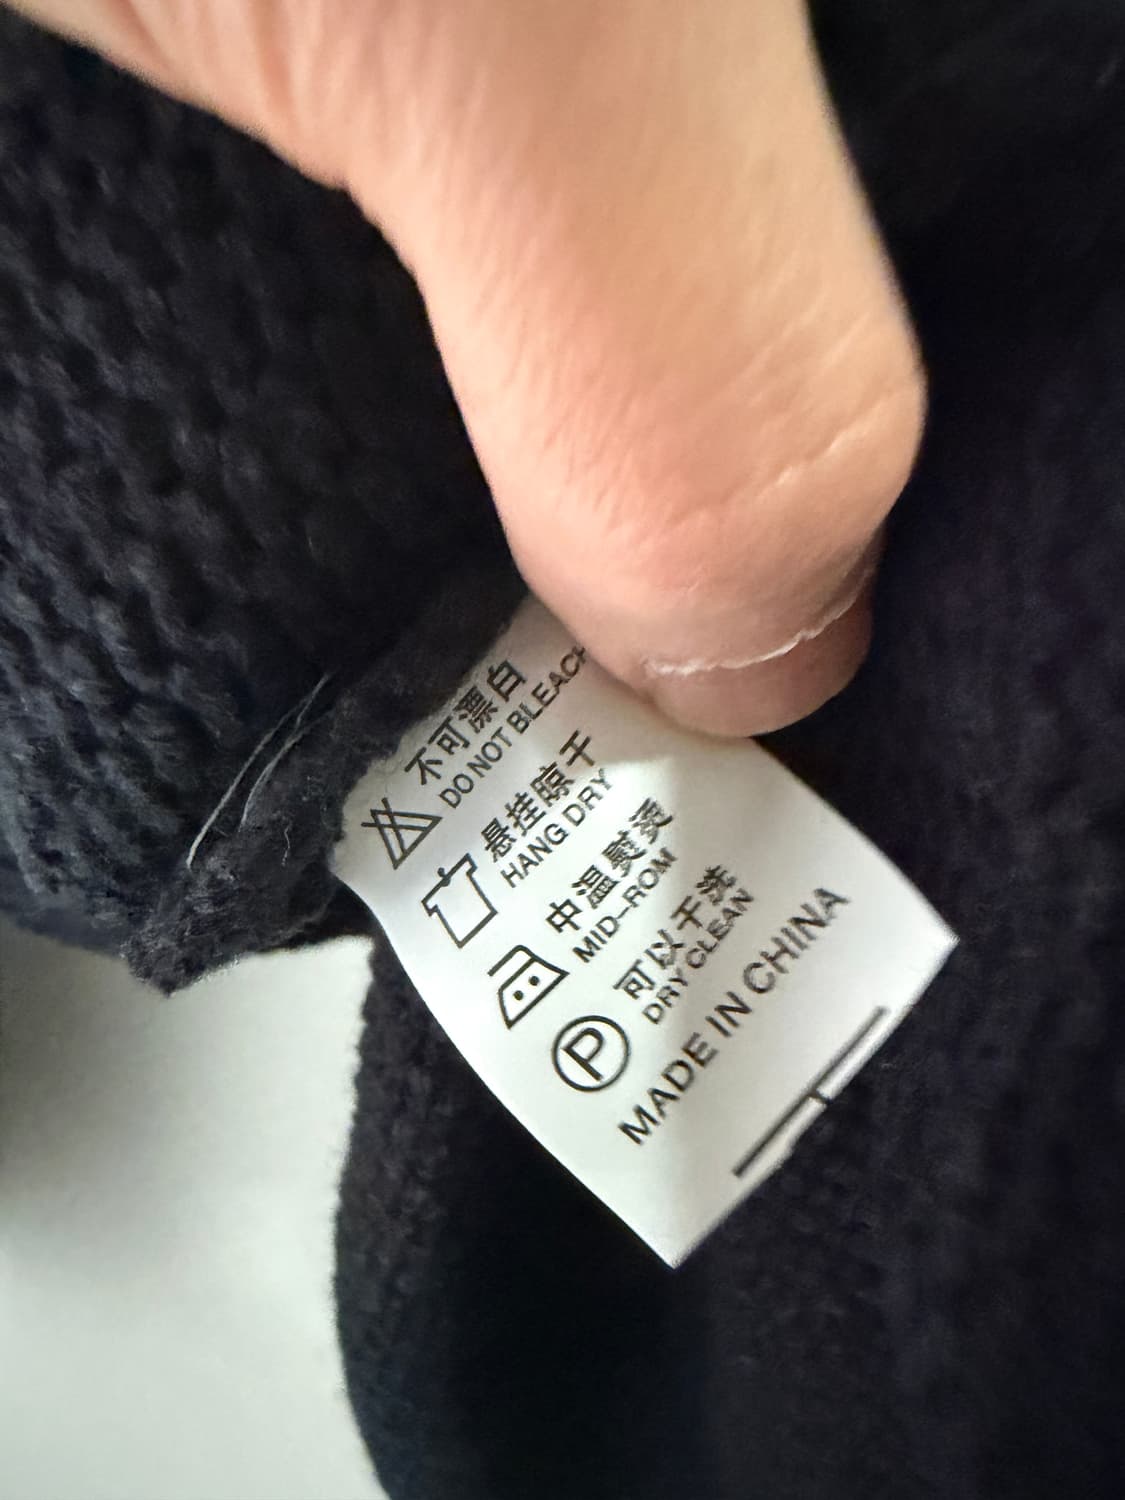 不可漂白
DO NOT BLEACH
悬挂晾干
HANG DRY
中温熨烫
MID-ROM
P
可以干洗
DRY CLEAN
MADE IN CHINA